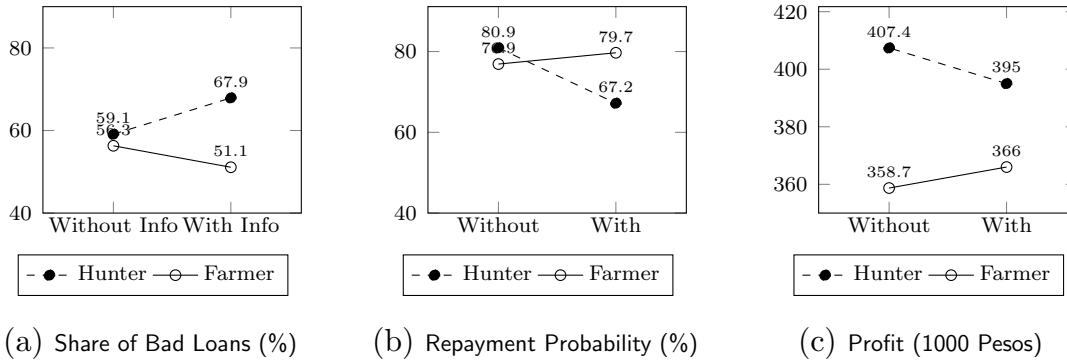 80
60
40
59.1
56.3
67.9
51.1
Without Info
With Info
Hunter
Farmer
(a) Share of Bad Loans (%)
80
60
40
80.9
76.9
79.7
67.2
Without
With
Hunter
Farmer
(b) Repayment Probability (%)
420
400
380
360
407.4
395
358.7
366
Without
With
Hunter
Farmer
(c) Profit (1000 Pesos)